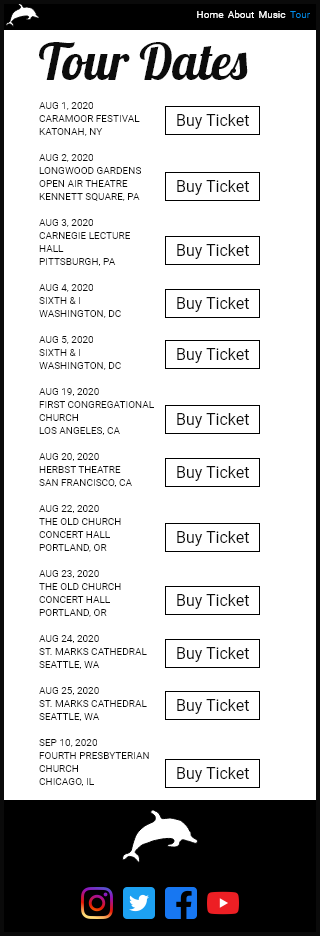 Home About Music Tour
Tour Dates
AUG 1, 2020
CARAMOOR FESTIVAL
KATONAH, NY
Buy Ticket
AUG 2, 2020
LONGWOOD GARDENS
OPEN AIR THEATRE
KENNETT SQUARE, PA
Buy Ticket
AUG 3, 2020
CARNEGIE LECTURE
HALL
PITTSBURGH, PA
Buy Ticket
AUG 4, 2020
SIXTH & I
WASHINGTON, DC
Buy Ticket
AUG 5, 2020
SIXTH & I
WASHINGTON, DC
Buy Ticket
AUG 19, 2020
FIRST CONGREGATIONAL
CHURCH
LOS ANGELES, CA
Buy Ticket
AUG 20, 2020
HERBST THEATRE
SAN FRANCISCO, CA
Buy Ticket
AUG 22, 2020
THE OLD CHURCH
CONCERT HALL
PORTLAND, OR
Buy Ticket
AUG 23, 2020
THE OLD CHURCH
CONCERT HALL
PORTLAND, OR
Buy Ticket
AUG 24, 2020
ST. MARKS CATHEDRAL
SEATTLE, WA
Buy Ticket
AUG 25, 2020
ST. MARKS CATHEDRAL
SEATTLE, WA
Buy Ticket
SEP 10, 2020
FOURTH PRESBYTERIAN
CHURCH
CHICAGO, IL
Buy Ticket